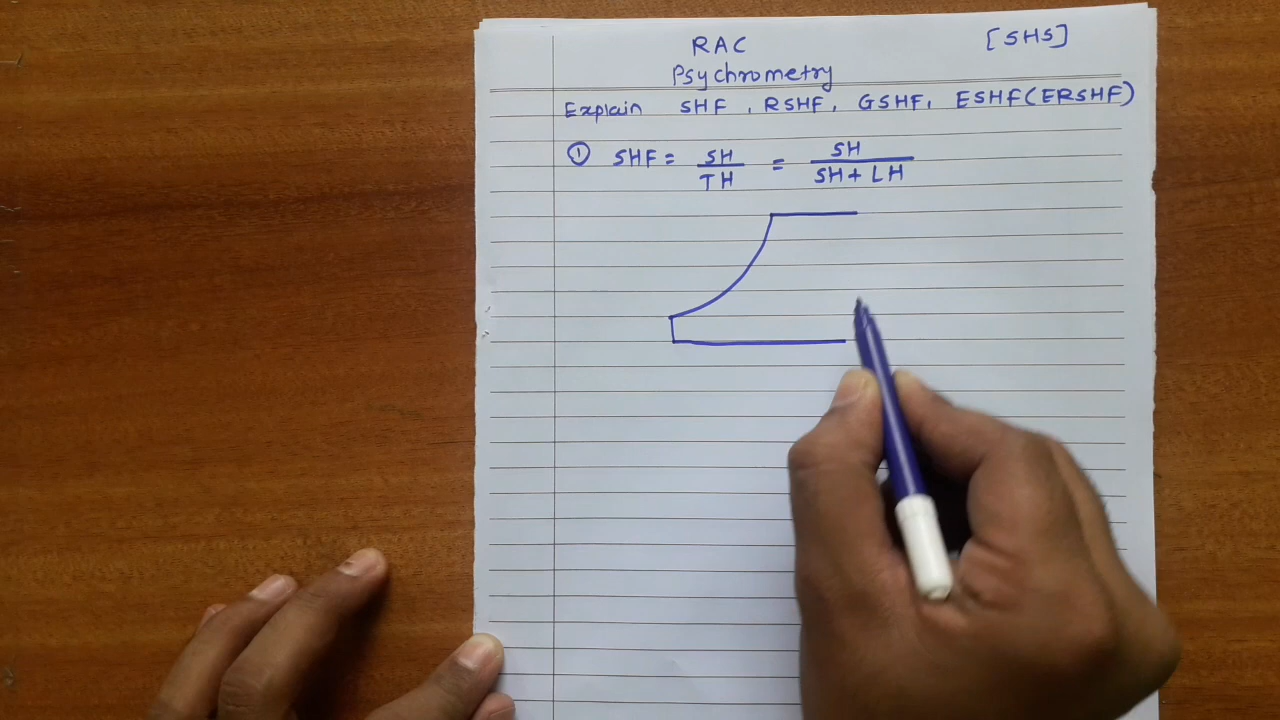 RAC [SHS]
Psychrometry
Explain SHF, RSHF, GSHF, ESHF(ERSHF)
① SHF = SH/TH = SH/SH + LH